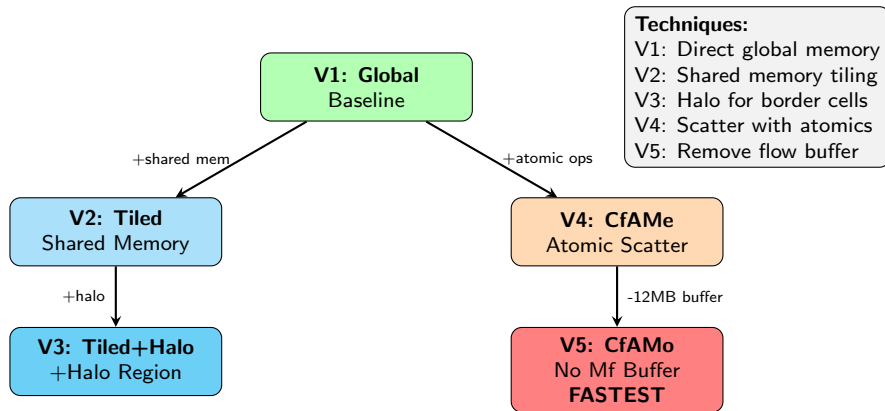 Techniques:
V1: Direct global memory
V2: Shared memory tiling
V3: Halo for border cells
V4: Scatter with atomics
V5: Remove flow buffer
V1: Global
Baseline
+shared mem
+atomic ops
V2: Tiled
Shared Memory
V4: CfAMe
Atomic Scatter
+halo
-12MB buffer
V3: Tiled+Halo
+Halo Region
V5: CfAMo
No Mf Buffer
FASTEST